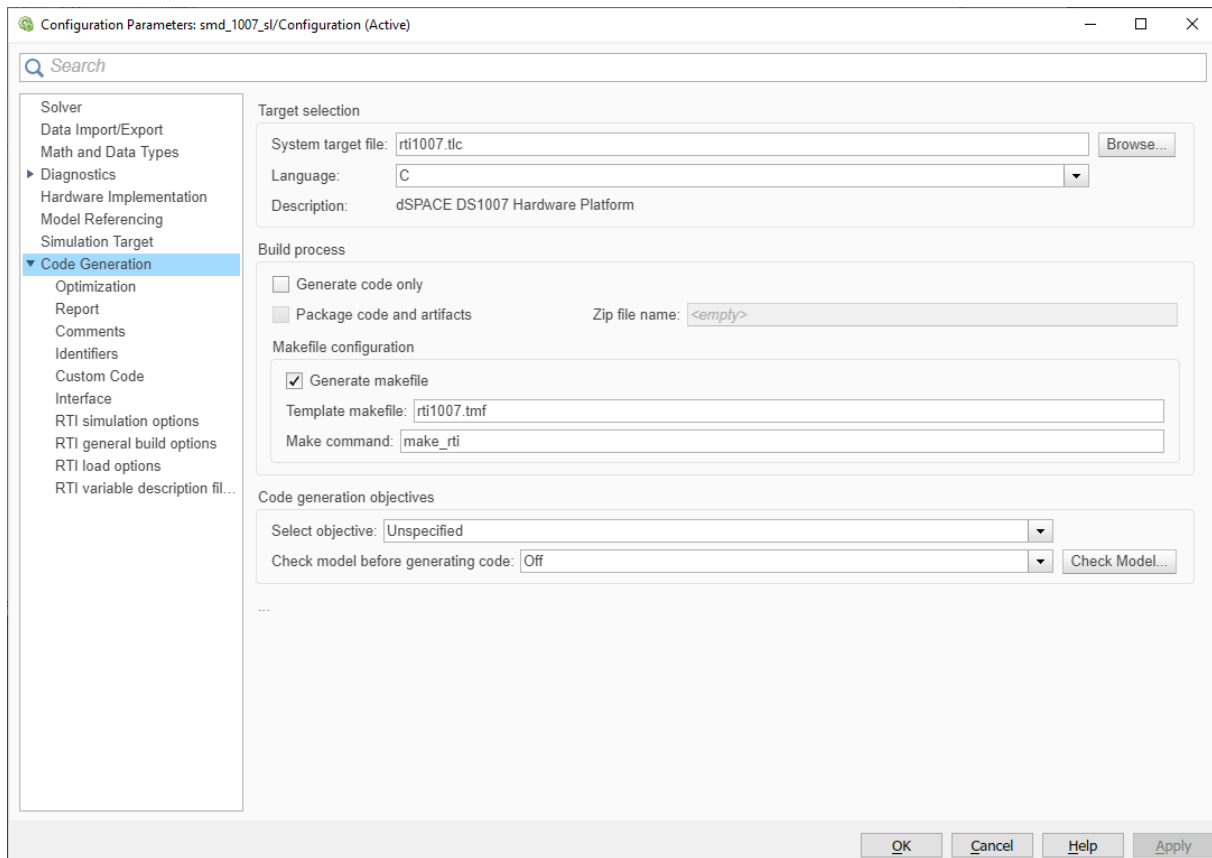 Configuration Parameters: smd_1007_sl/Configuration (Active)
Search
Solver
Data Import/Export
Math and Data Types
Diagnostics
Hardware Implementation
Model Referencing
Simulation Target
Code Generation
Optimization
Report
Comments
Identifiers
Custom Code
Interface
RTI simulation options
RTI general build options
RTI load options
RTI variable description fil...
Target selection
System target file: rti1007.tlc Browse...
Language: C
Description: dSPACE DS1007 Hardware Platform
Build process
Generate code only
Package code and artifacts Zip file name: <empty>
Makefile configuration
Generate makefile
Template makefile: rti1007.tmf
Make command: make_rti
Code generation objectives
Select objective: Unspecified
Check model before generating code: Off Check Model...
...
OK Cancel Help Apply